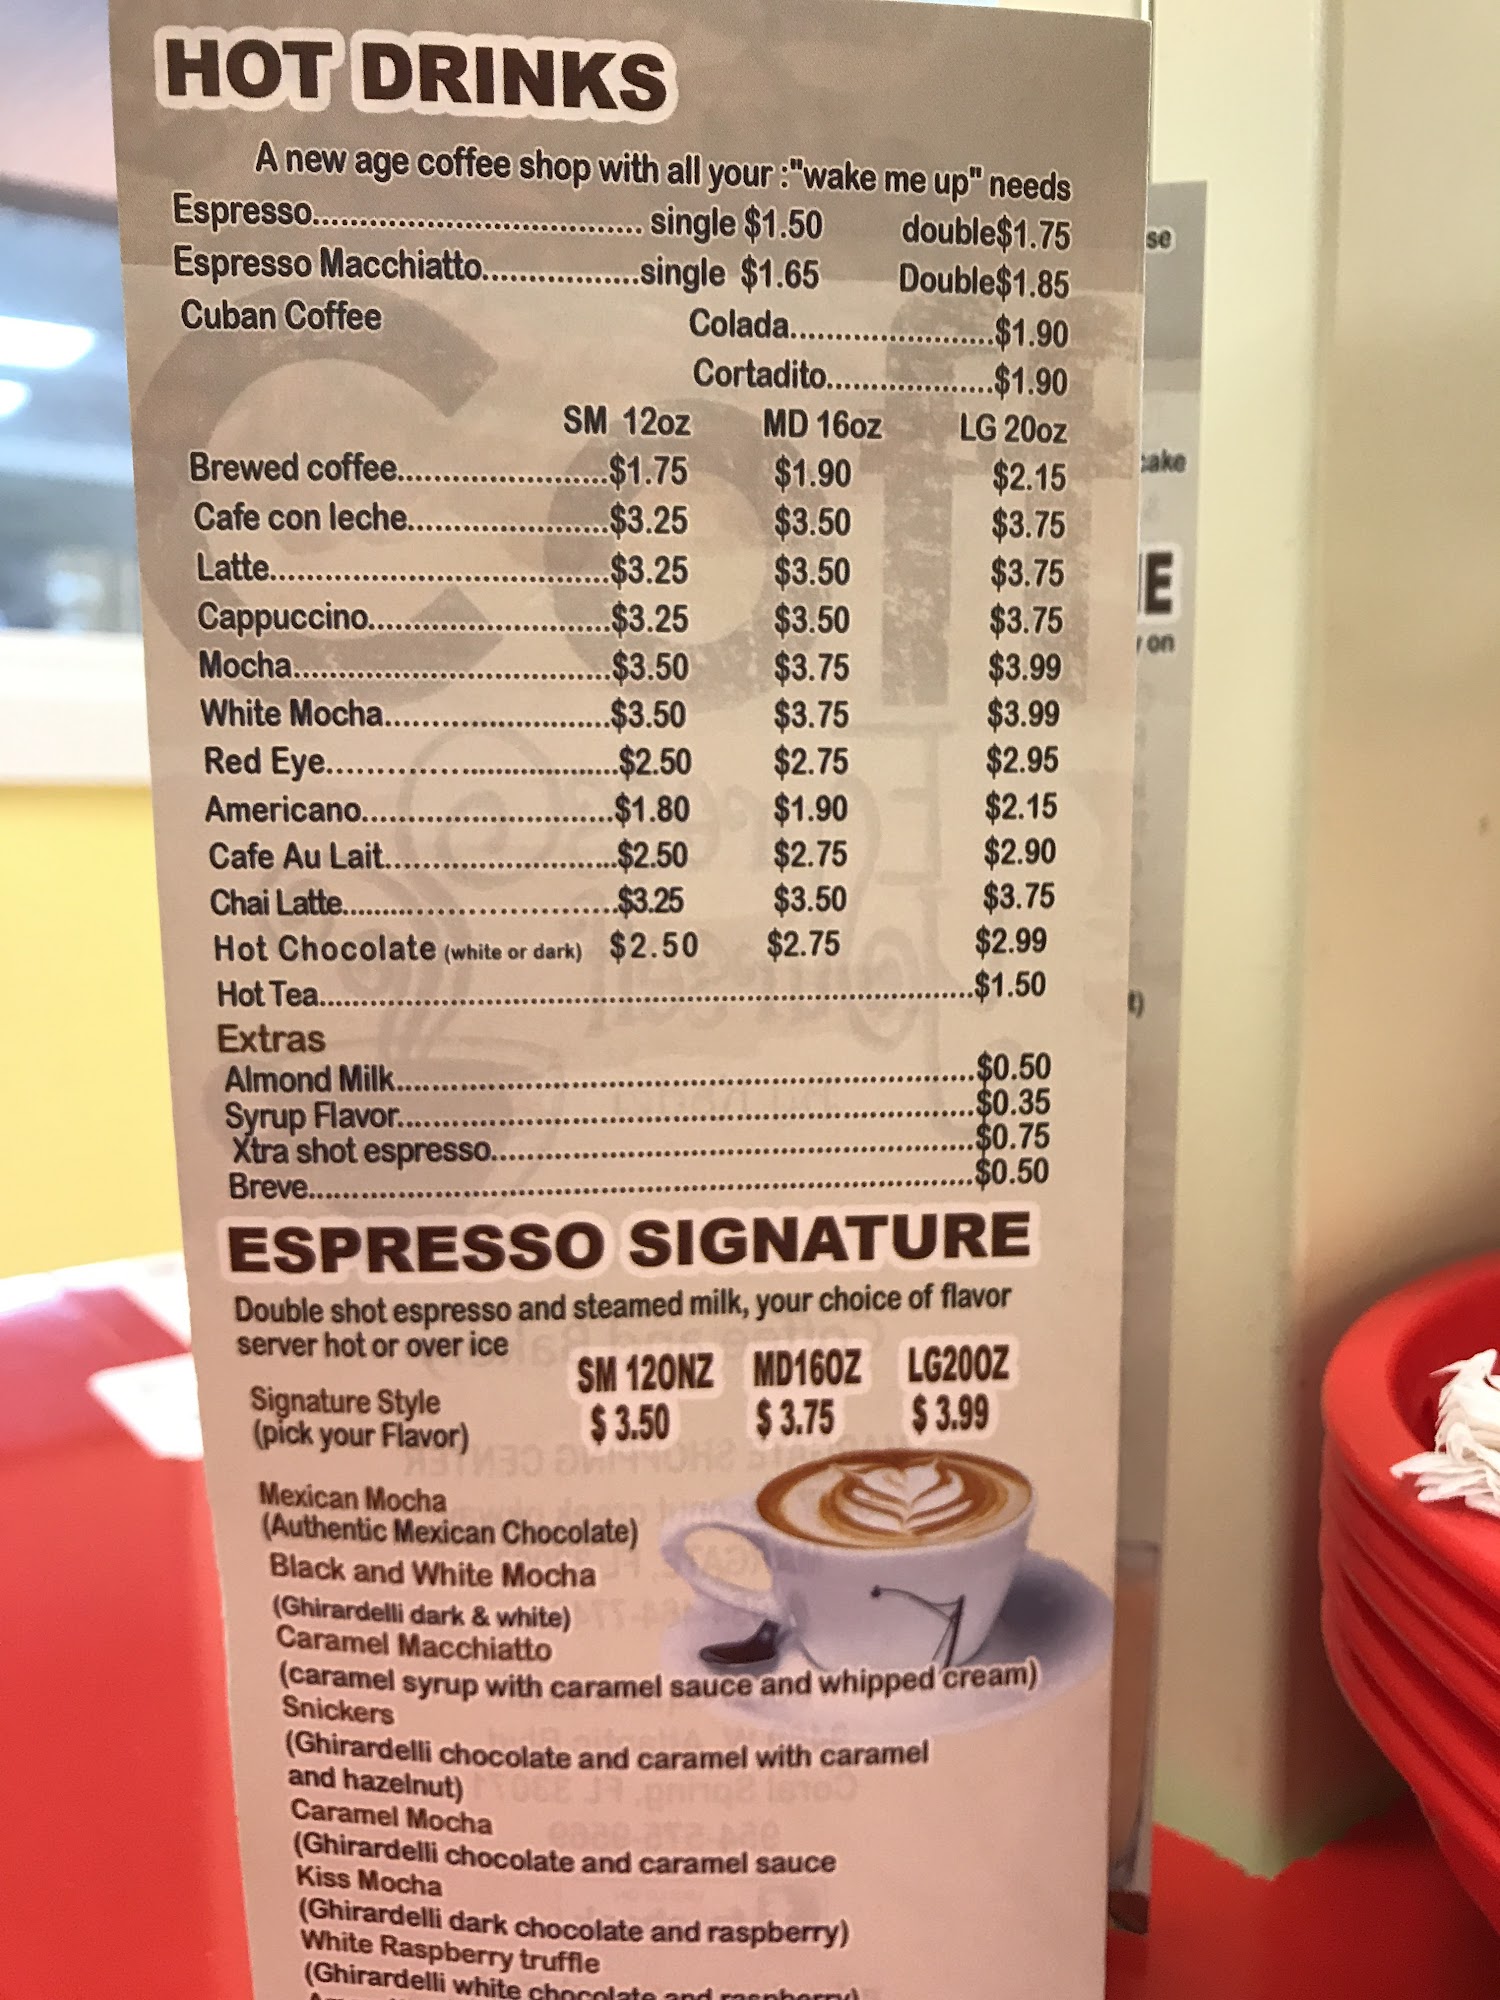 HOT DRINKS
A new age coffee shop with all your :"wake me up" needs
Espresso.................................... single $1.50 double$1.75
Espresso Macchiatto.................single $1.65 Double$1.85
Cuban Coffee Colada......................$1.90
Cortadito..................$1.90
SM 12oz MD 16oz LG 20oz
Brewed coffee.......................$1.75 $1.90 $2.15
Cafe con leche......................$3.25 $3.50 $3.75
Latte.....................................$3.25 $3.50 $3.75
Cappuccino..........................$3.25 $3.50 $3.75
Mocha...................................$3.50 $3.75 $3.99
White Mocha.........................$3.50 $3.75 $3.99
Red Eye................................$2.50 $2.75 $2.95
Americano............................$1.80 $1.90 $2.15
Cafe Au Lait..........................$2.50 $2.75 $2.90
Chai Latte..............................$3.25 $3.50 $3.75
Hot Chocolate (white or dark) $2.50 $2.75 $2.99
Hot Tea........................................................................$1.50
Extras
Almond Milk................................................................$0.50
Syrup Flavor................................................................$0.35
Xtra shot espresso......................................................$0.75
Breve..........................................................................$0.50
ESPRESSO SIGNATURE
Double shot espresso and steamed milk, your choice of flavor
server hot or over ice
SM 12ONZ MD16OZ LG20OZ
Signature Style $ 3.50 $ 3.75 $ 3.99
(pick your Flavor)
Mexican Mocha
(Authentic Mexican Chocolate)
Black and White Mocha
(Ghirardelli dark & white)
Caramel Macchiatto
(caramel syrup with caramel sauce and whipped cream)
Snickers
(Ghirardelli chocolate and caramel with caramel
and hazelnut)
Caramel Mocha
(Ghirardelli chocolate and caramel sauce
Kiss Mocha
(Ghirardelli dark chocolate and raspberry)
White Raspberry truffle
(Ghirardelli white chocolate and raspberry)